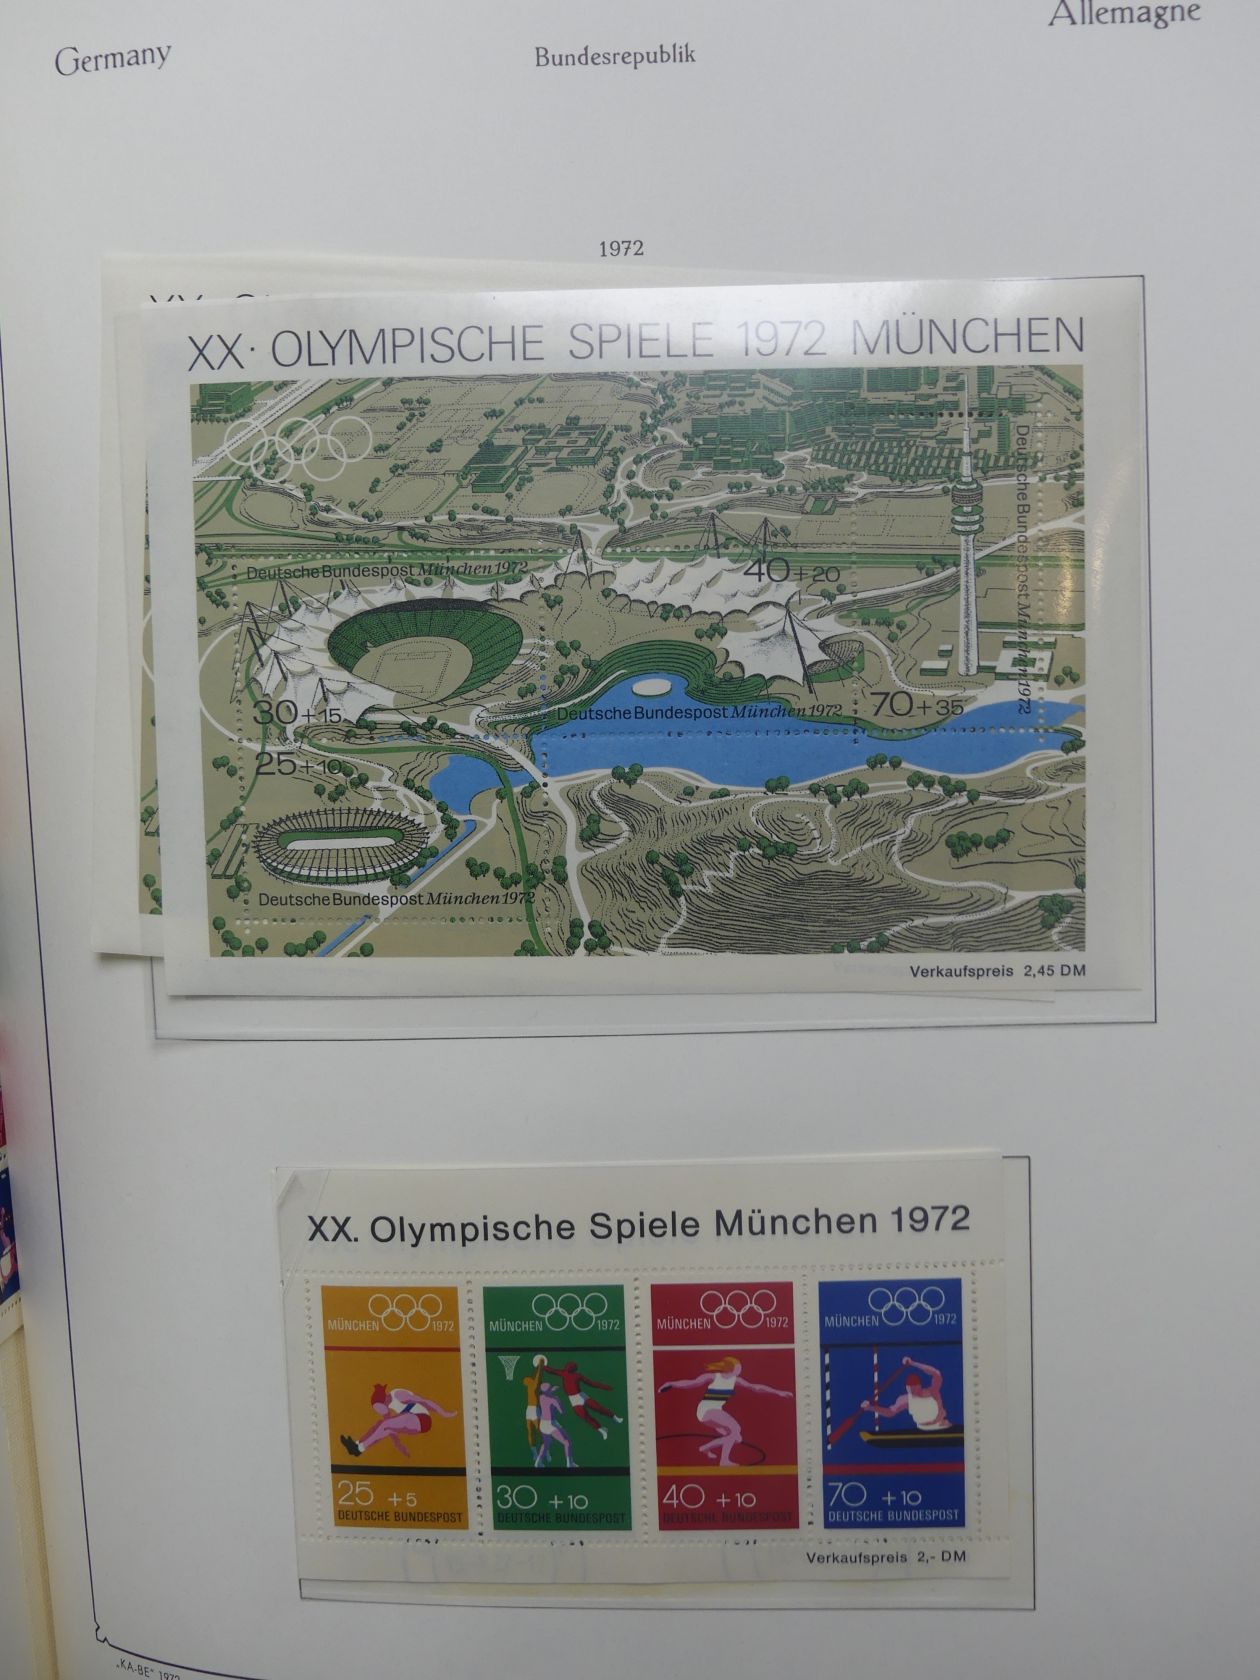 Germany
Bundesrepublik
Allemagne
1972
XX· OLYMPISCHE SPIELE 1972 MÜNCHEN
Deutsche Bundespost München 1972
40+20
Deutsche Bundespost München 1972
30+15
Deutsche Bundespost München 1972
70+35
25+10
Deutsche Bundespost München 1972
Verkaufspreis 2,45 DM
XX. Olympische Spiele München 1972
MÜNCHEN 1972
25 +5
DEUTSCHE BUNDESPOST
MÜNCHEN 1972
30 +10
DEUTSCHE BUNDESPOST
MÜNCHEN 1972
40 +10
DEUTSCHE BUNDESPOST
MÜNCHEN 1972
70 +10
DEUTSCHE BUNDESPOST
Verkaufspreis 2,- DM
„KA-BE" 1972